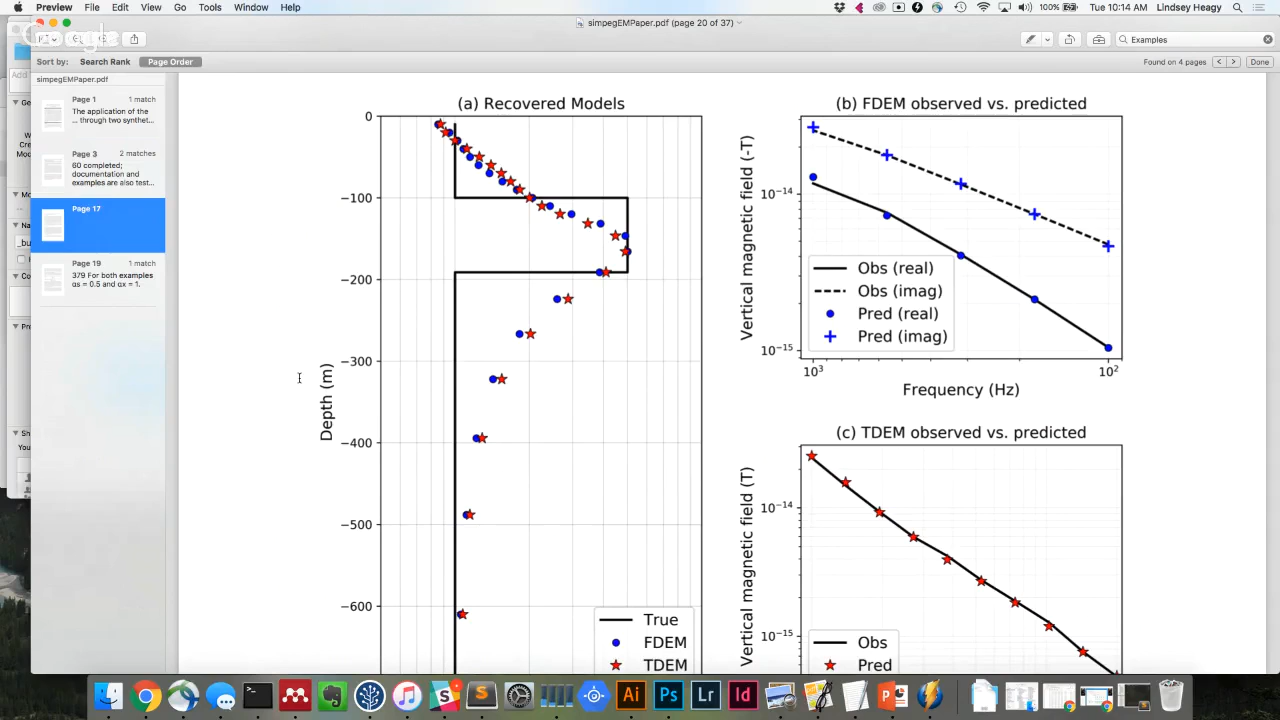 Preview File Edit View Go Tools Window Help
100% Tue 10:14 AM Lindsey Heagy
simpegEMPaper.pdf (page 20 of 37)
Google
Examples
Sort by: Search Rank Page Order
Found on 4 pages
Done
simpegEMPaper.pdf
Page 1 1 match
The application of the
... through two synthet...
Page 3 2 matches
60 completed;
documentation and
examples are also test...
Page 17
Page 19 1 match
379 For both examples
αs = 0.5 and αx = 1.
(a) Recovered Models
0
−100
−200
−300
−400
−500
−600
Depth (m)
True
FDEM
TDEM
(b) FDEM observed vs. predicted
Vertical magnetic field (-T)
10⁻¹⁴
10⁻¹⁵
Obs (real)
Obs (imag)
Pred (real)
Pred (imag)
10³ 10²
Frequency (Hz)
(c) TDEM observed vs. predicted
Vertical magnetic field (T)
10⁻¹⁴
10⁻¹⁵
Obs
Pred
Ai Ps Lr Id